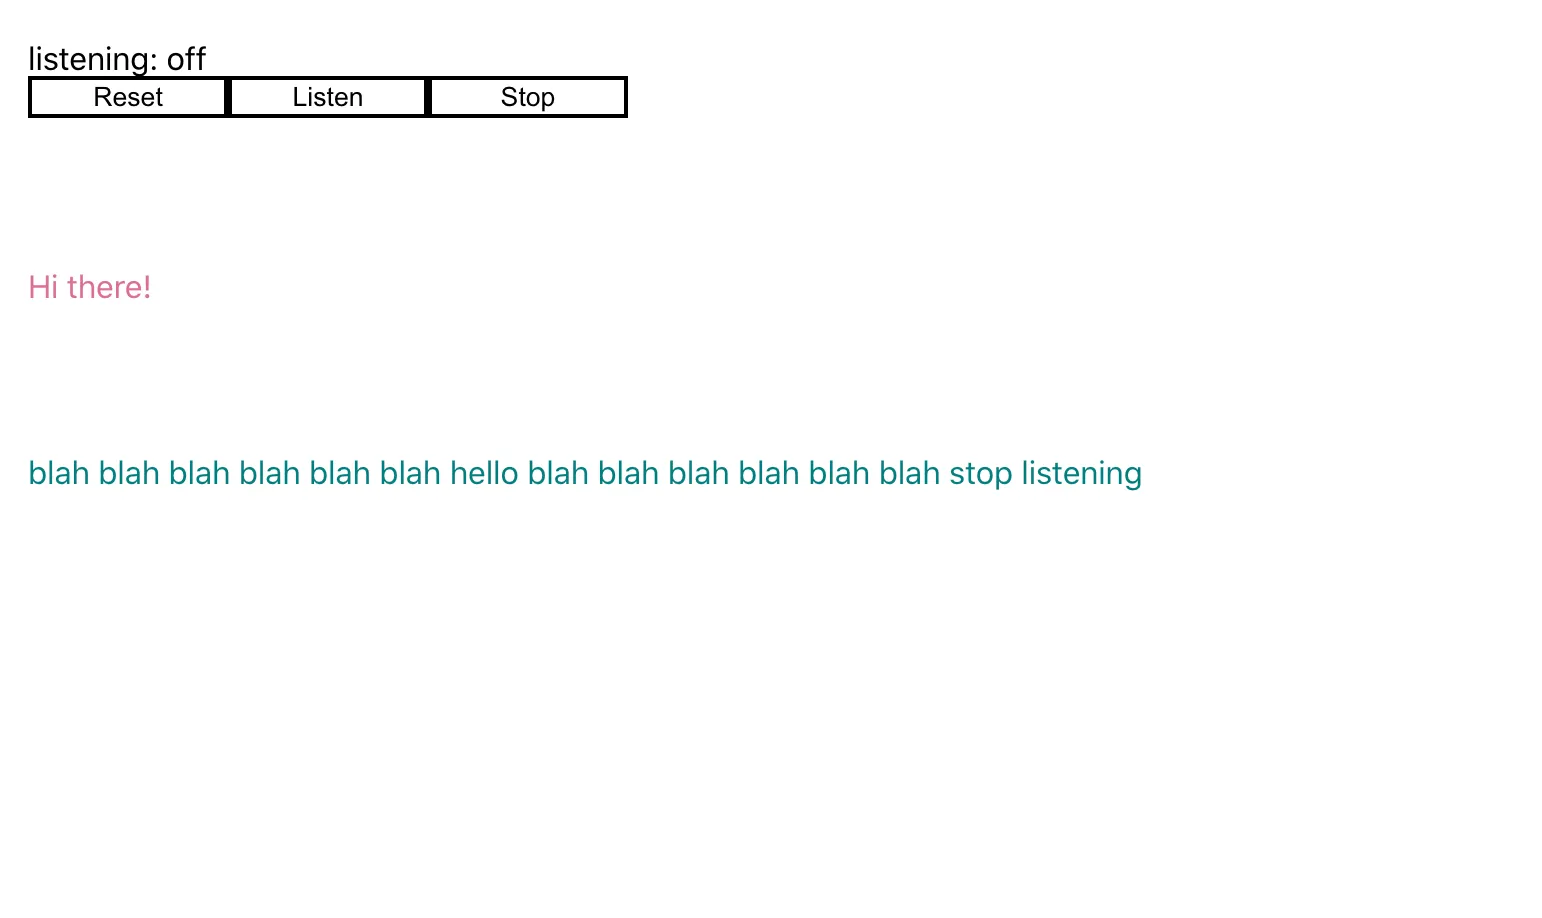 listening: off
Reset Listen Stop
Hi there!
blah blah blah blah blah blah hello blah blah blah blah blah blah stop listening